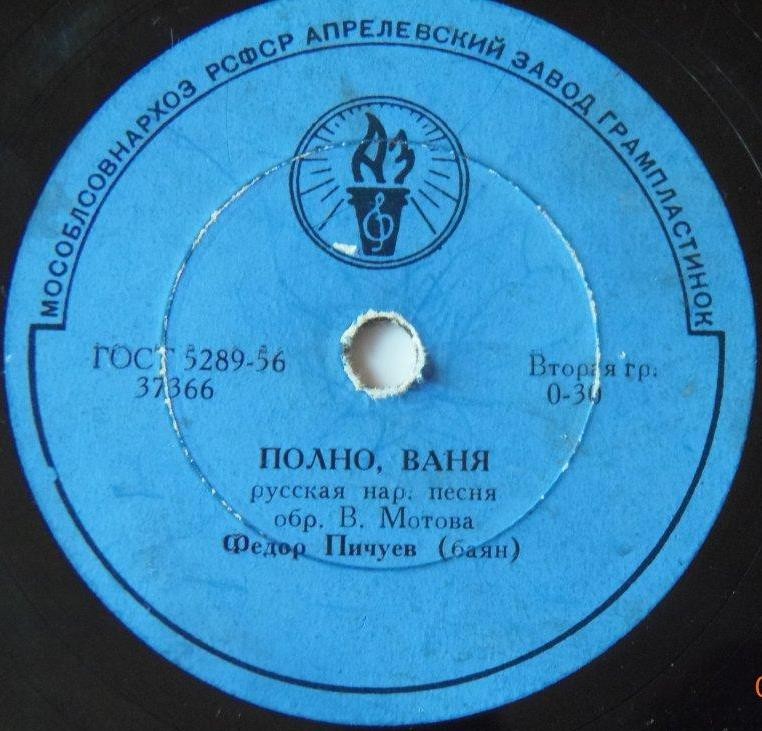 МОСОБЛСОВНАРХОЗ РСФСР АПРЕЛЕВСКИЙ ЗАВОД ГРАМПЛАСТИНОК
АЗ
ГОСТ 5289-56
37366
Вторая гр.
0-30
ПОЛНО, ВАНЯ
русская нар. песня
обр. В. Мотова
Федор Пичуев (баян)